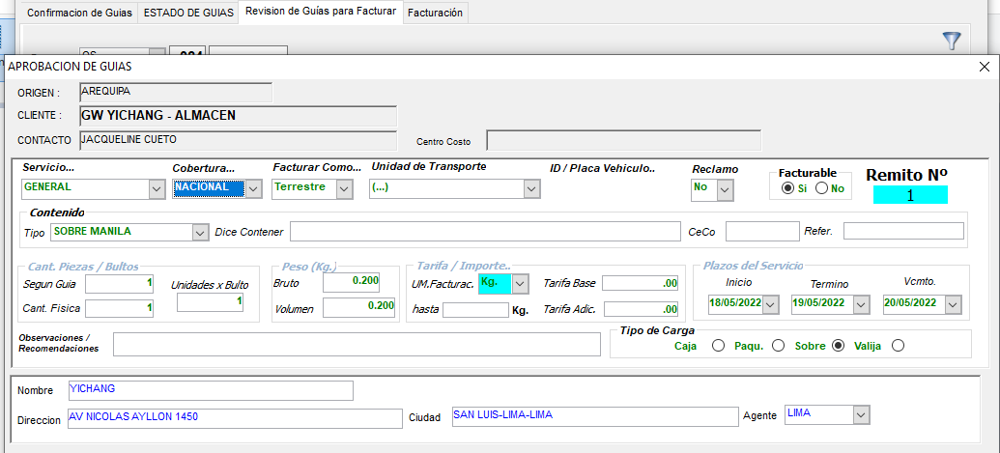 Confirmacion de Guias ESTADO DE GUIAS Revision de Guías para Facturar Facturación
APROBACION DE GUIAS
ORIGEN : AREQUIPA
CLIENTE : GW YICHANG - ALMACEN
CONTACTO JACQUELINE CUETO Centro Costo
Servicio... Cobertura... Facturar Como... Unidad de Transporte ID / Placa Vehiculo.. Reclamo Facturable Remito Nº
GENERAL NACIONAL Terrestre (...) No Si No 1
Contenido
Tipo SOBRE MANILA Dice Contener CeCo Refer.
Cant. Piezas / Bultos Peso (Kg.) Tarifa / Importe.. Plazos del Servicio
Segun Guia 1 Unidades x Bulto Bruto 0.200 UM.Facturac. Kg. Tarifa Base .00 Inicio Termino Vcmto.
Cant. Fisica 1 1 Volumen 0.200 hasta Kg. Tarifa Adic. .00 18/05/2022 19/05/2022 20/05/2022
Observaciones / Recomendaciones Tipo de Carga
Caja Paqu. Sobre Valija
Nombre YICHANG
Direccion AV NICOLAS AYLLON 1450 Ciudad SAN LUIS-LIMA-LIMA Agente LIMA